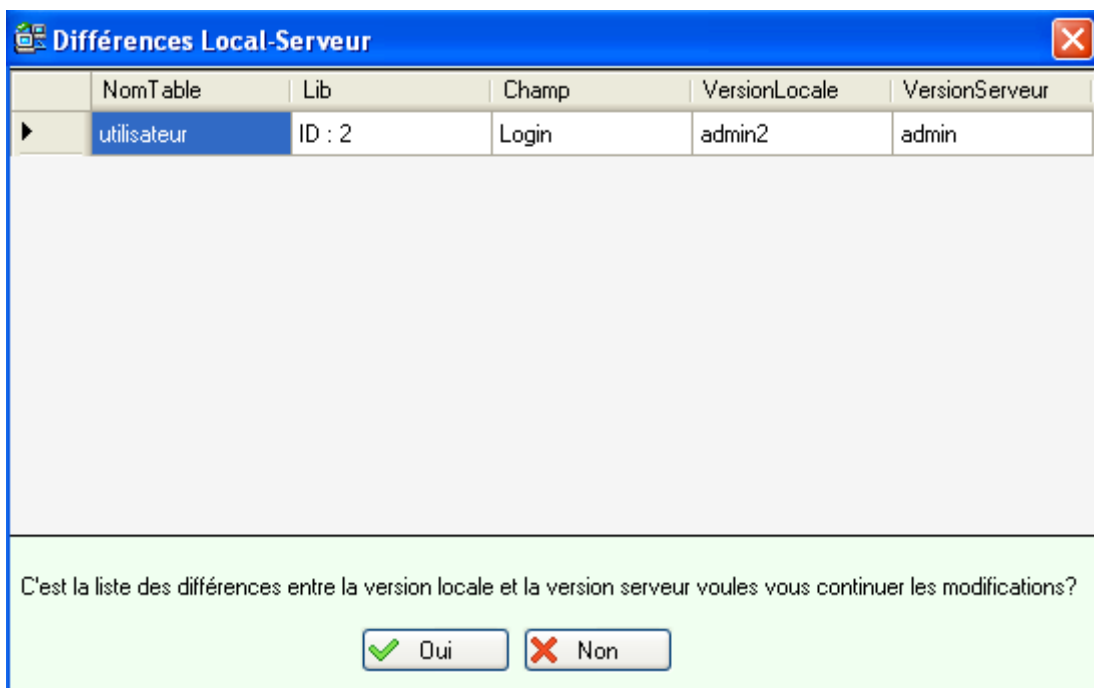 Différences Local-Serveur
NomTable Lib Champ VersionLocale VersionServeur
utilisateur ID : 2 Login admin2 admin
C'est la liste des différences entre la version locale et la version serveur voules vous continuer les modifications?
Oui Non